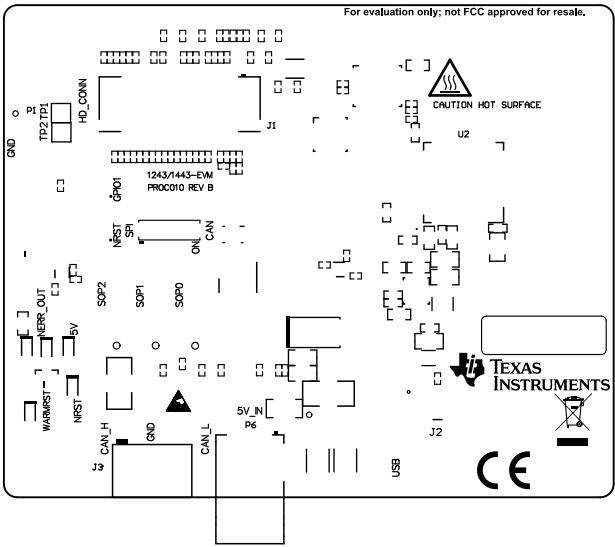 For evaluation only; not FCC approved for resale.
P1
TP1
TP2
HD_CONN
J1
GND
CAUTION HOT SURFACE
U2
1243/1443-EVM
PROC010 REV B
GPIO1
NRST
SPI
ON
CAN
SOP2
SOP1
SOP0
NERR_OUT
5V
WARMRST
NRST
TEXAS
INSTRUMENTS
5V_IN
P6
CAN_H
GND
CAN_L
J3
USB
J2
CE